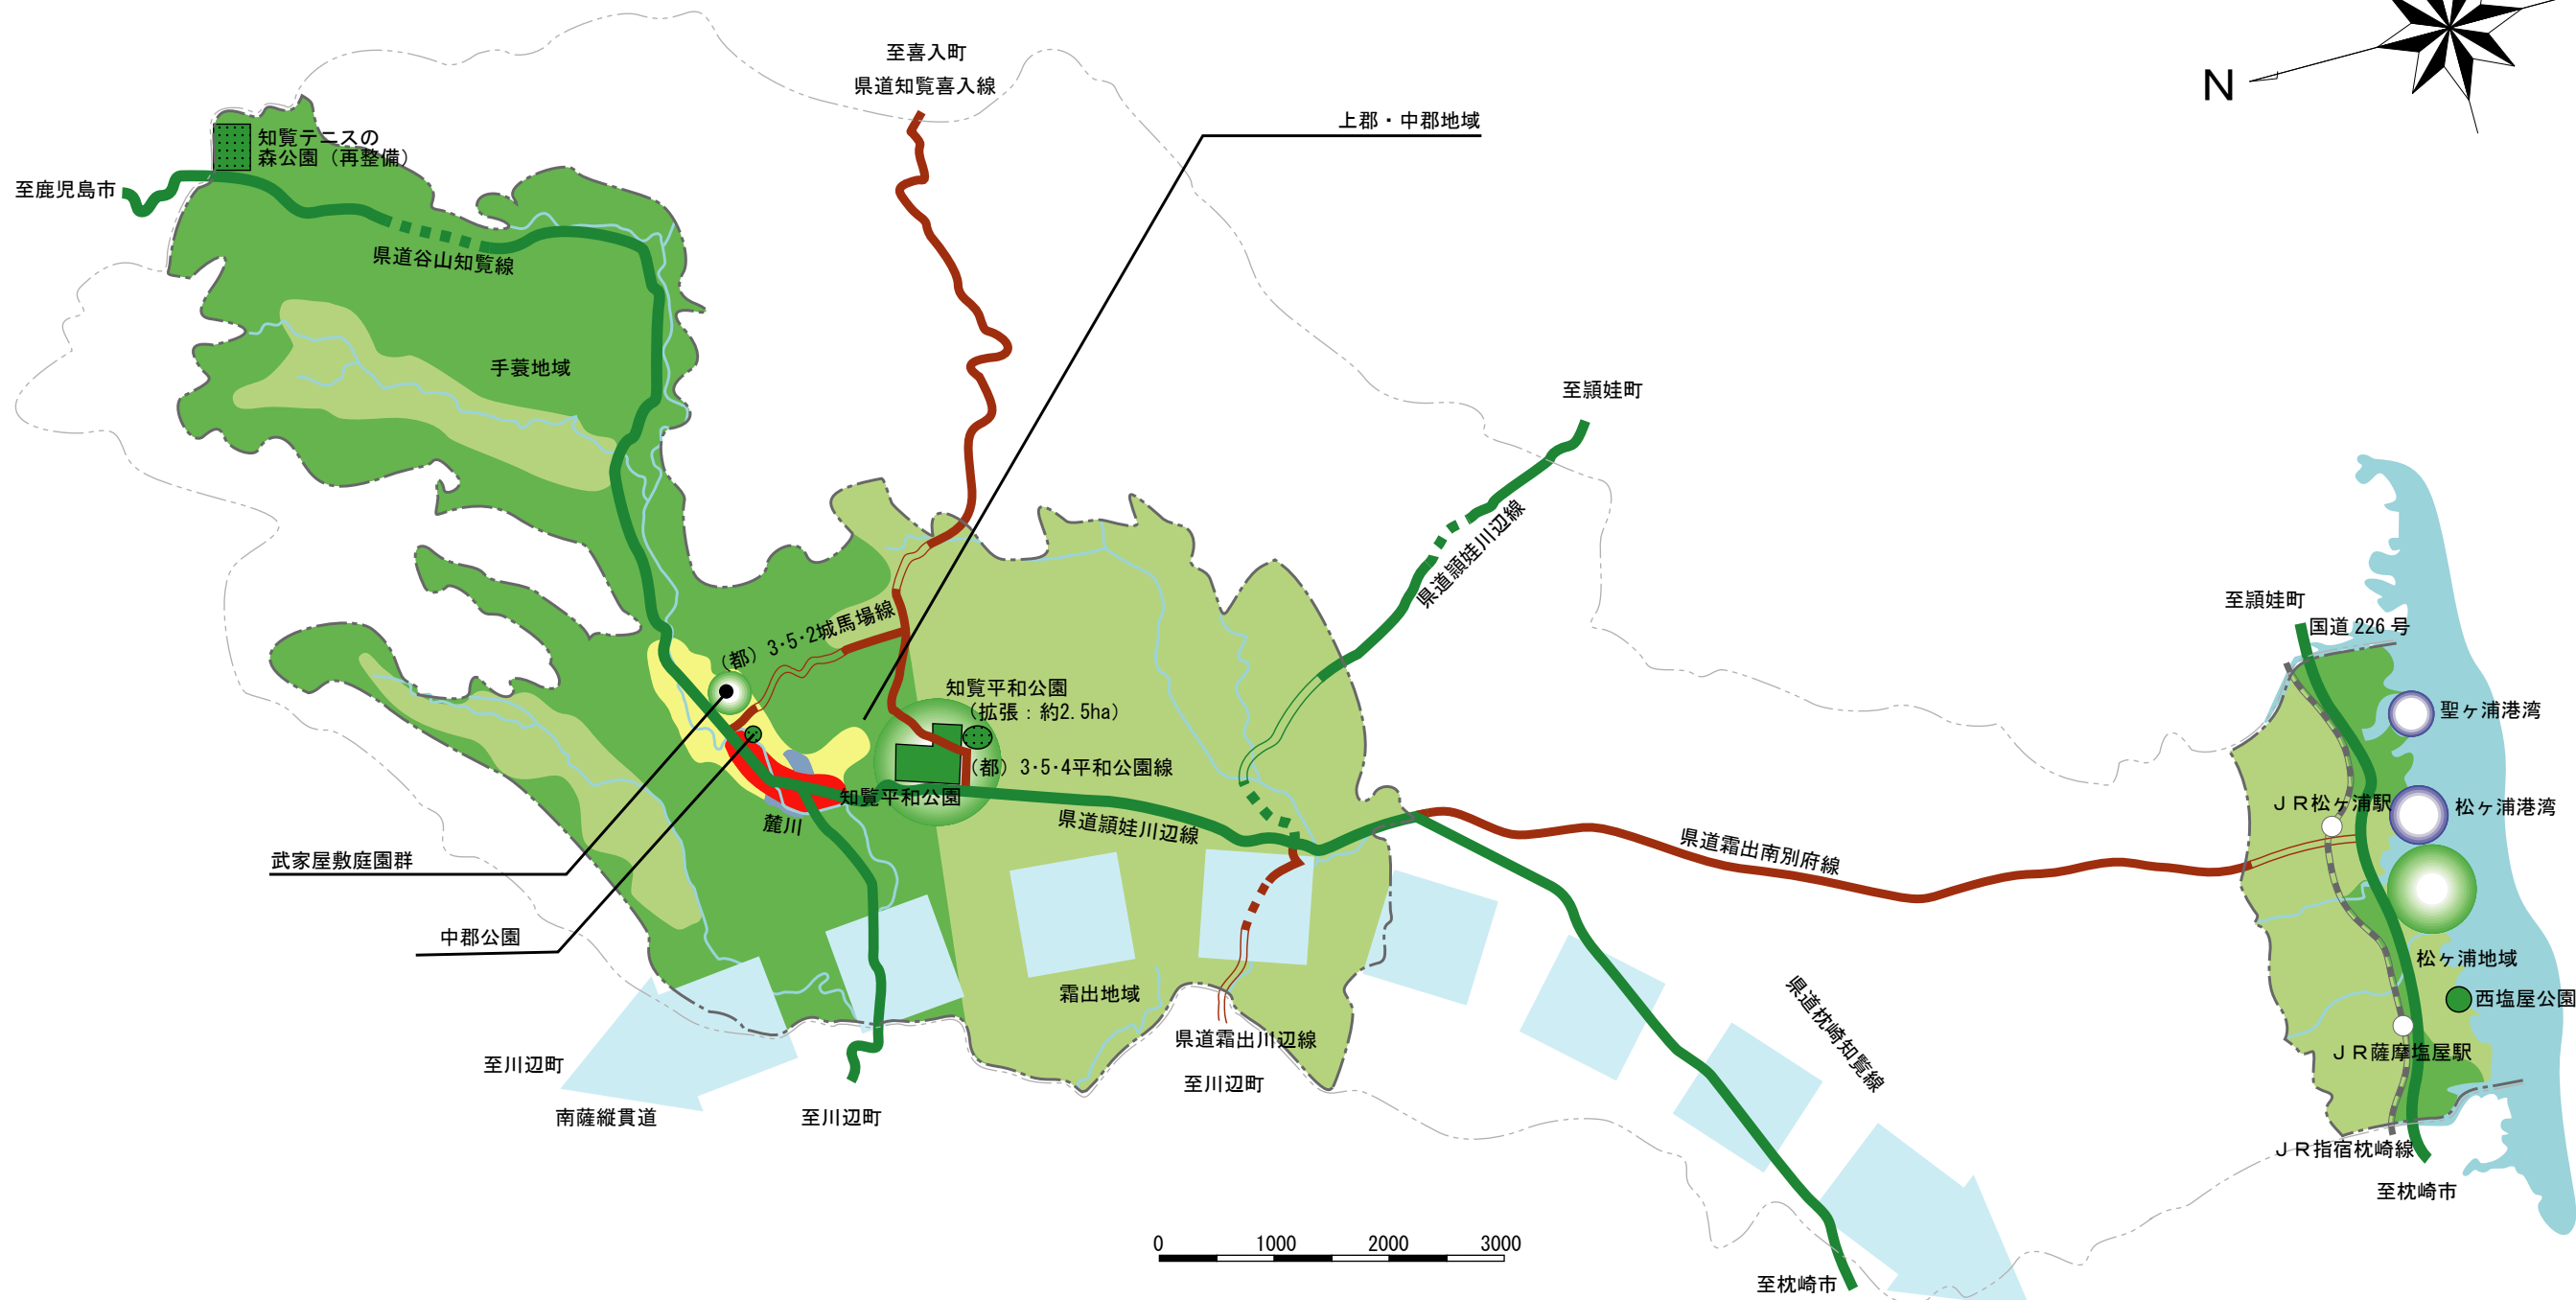 N
至喜入町
県道知覧喜入線
上郡・中郡地域
知覧テニスの
森公園（再整備）
至鹿児島市
県道谷山知覧線
手蓑地域
至頴娃町
県道頴娃川辺線
至頴娃町
国道226号
（都）3･5･2城馬場線
知覧平和公園
（拡張：約2.5ha）
聖ヶ浦港湾
（都）3･5･4平和公園線
知覧平和公園
ＪＲ松ヶ浦駅
松ヶ浦港湾
麓川
県道頴娃川辺線
県道霜出南別府線
武家屋敷庭園群
中郡公園
松ヶ浦地域
霜出地域
西塩屋公園
県道枕崎知覧線
県道霜出川辺線
ＪＲ薩摩塩屋駅
至川辺町
至川辺町
南薩縦貫道
至川辺町
ＪＲ指宿枕崎線
至枕崎市
0 1000 2000 3000
至枕崎市